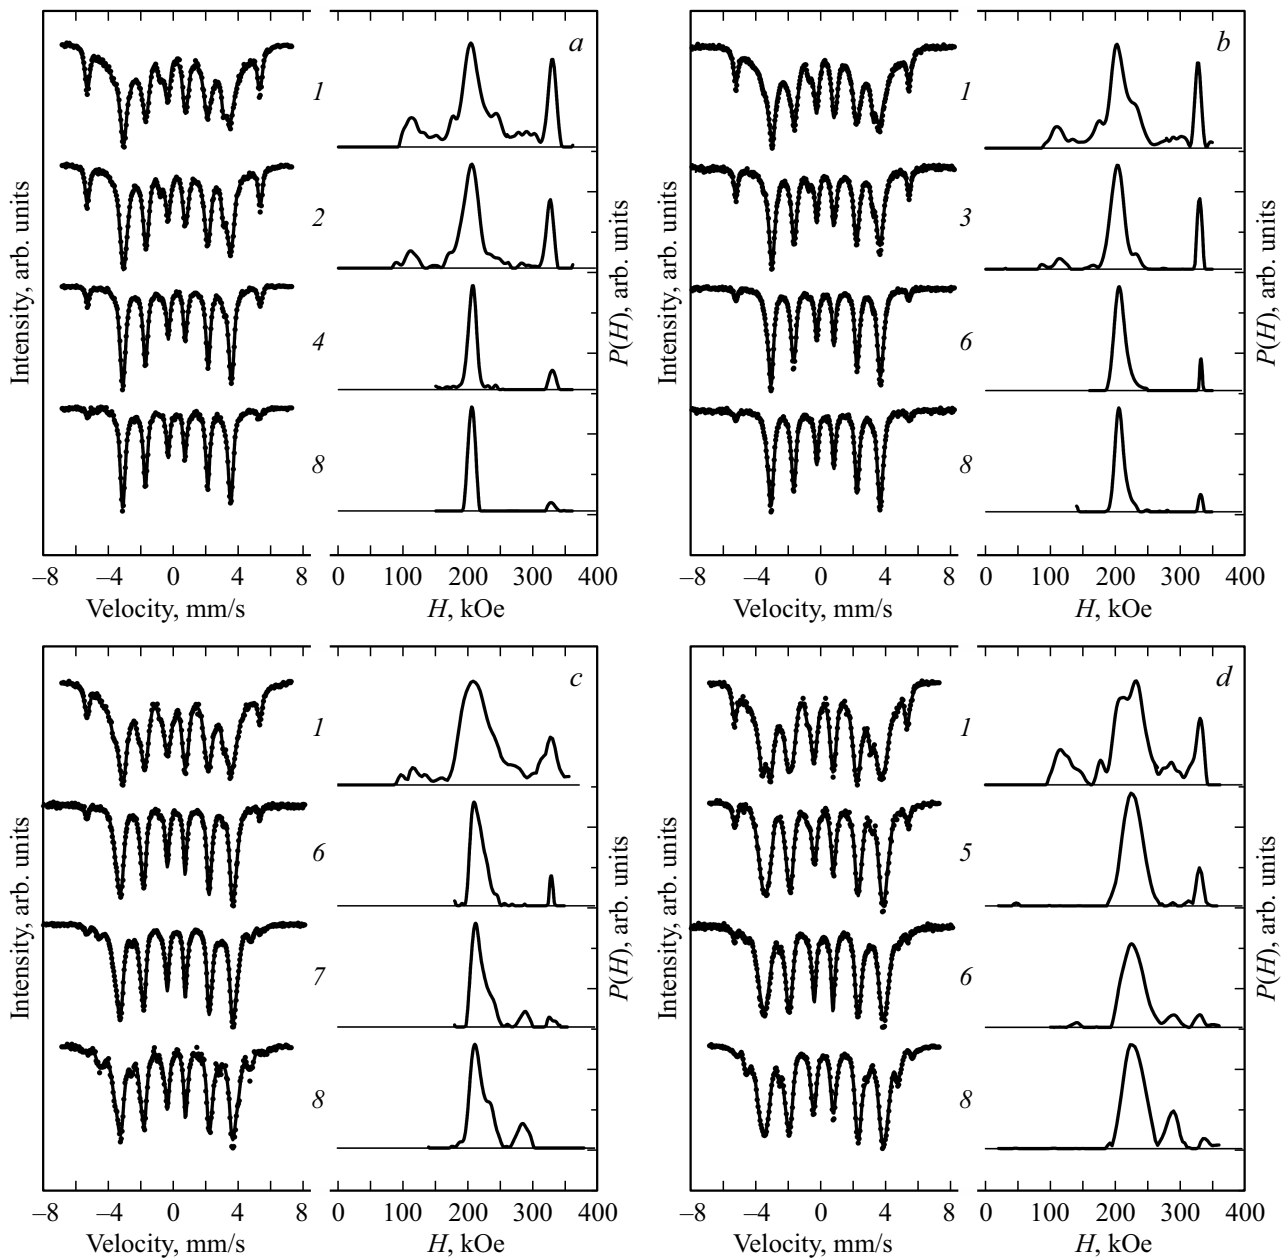 a
1
2
4
8
Intensity, arb. units
P(H), arb. units
–8 –4 0 4 8
0 100 200 300 400
Velocity, mm/s
H, kOe
b
1
3
6
8
Intensity, arb. units
P(H), arb. units
–8 –4 0 4 8
0 100 200 300 400
Velocity, mm/s
H, kOe
c
1
6
7
8
Intensity, arb. units
P(H), arb. units
–8 –4 0 4 8
0 100 200 300 400
Velocity, mm/s
H, kOe
d
1
5
6
8
Intensity, arb. units
P(H), arb. units
–8 –4 0 4 8
0 100 200 300 400
Velocity, mm/s
H, kOe